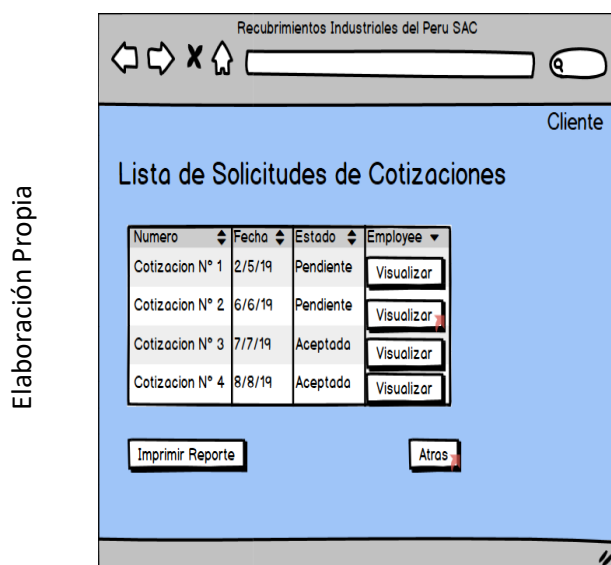 Elaboración Propia
Recubrimientos Industriales del Peru SAC
Cliente
Lista de Solicitudes de Cotizaciones
Numero Fecha Estado Employee
Cotizacion N° 1 2/5/19 Pendiente Visualizar
Cotizacion N° 2 6/6/19 Pendiente Visualizar
Cotizacion N° 3 7/7/19 Aceptada Visualizar
Cotizacion N° 4 8/8/19 Aceptada Visualizar
Imprimir Reporte Atras